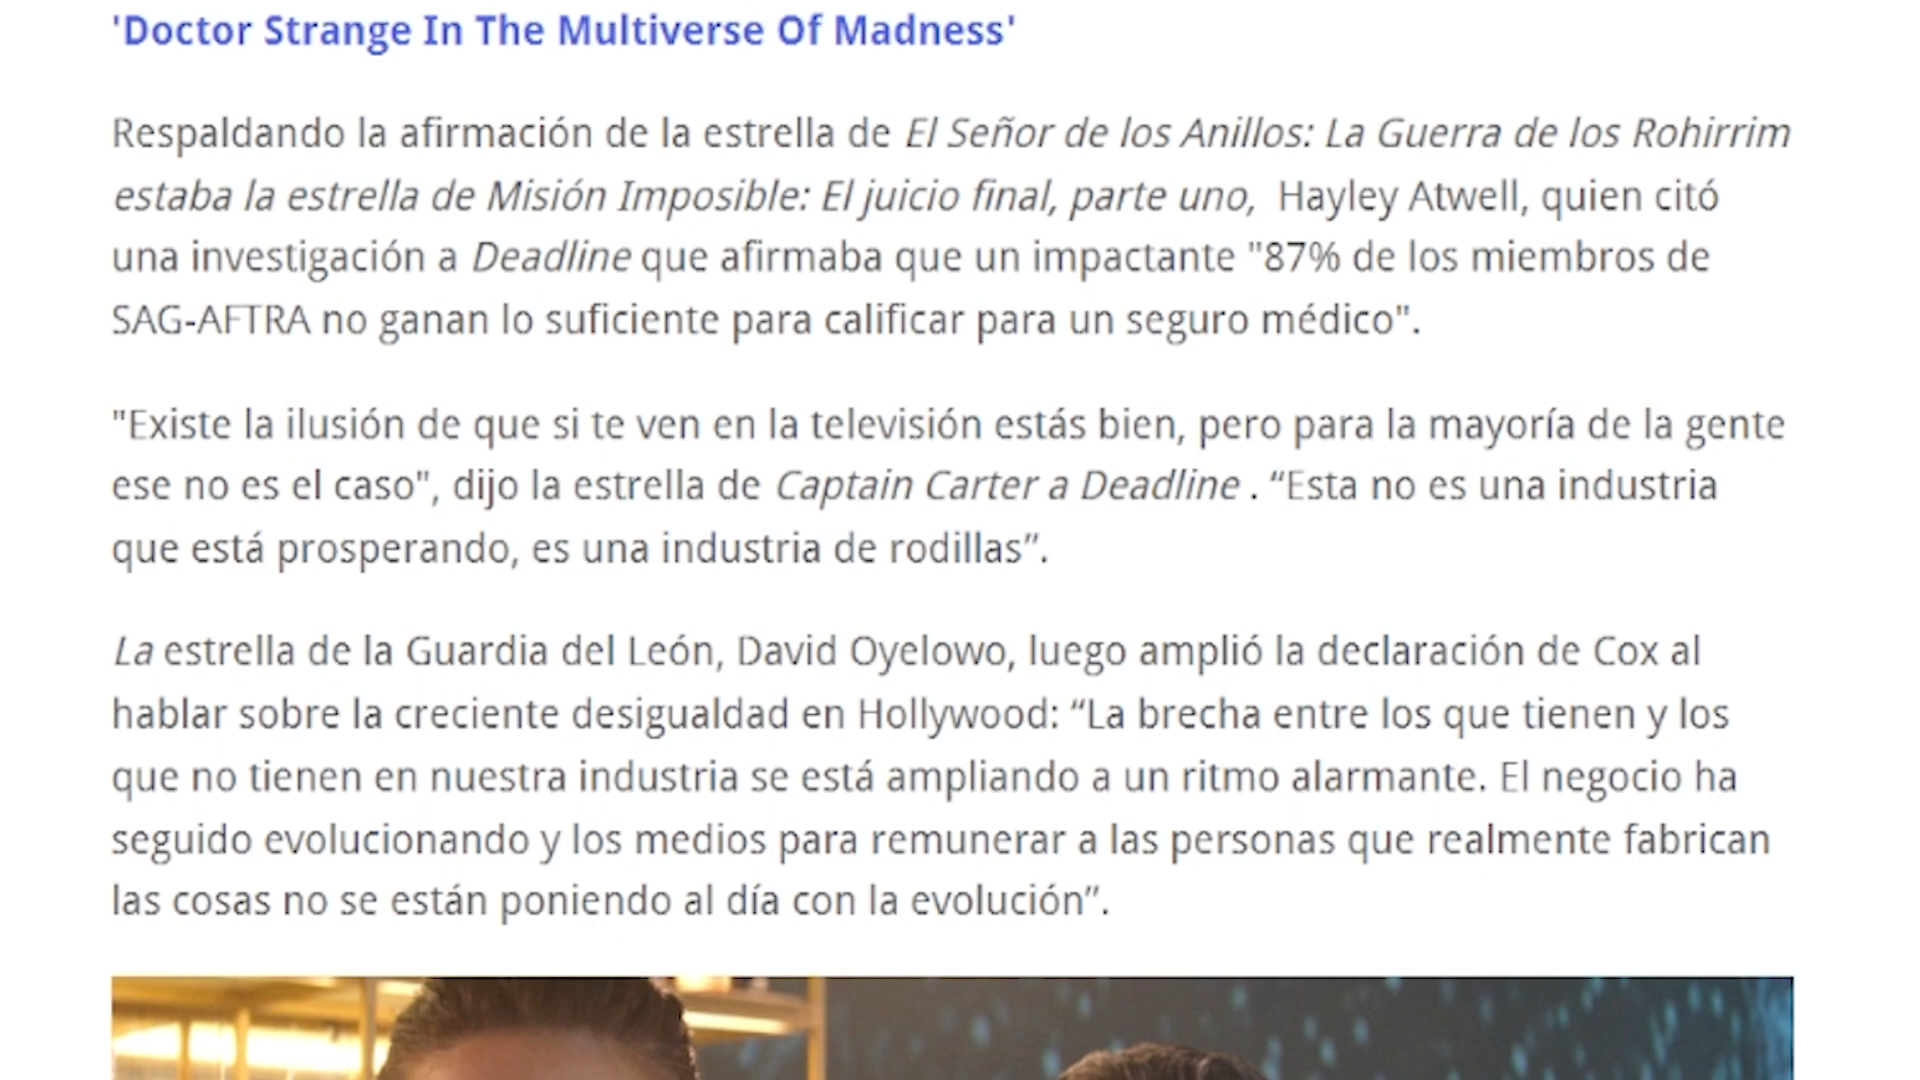 'Doctor Strange In The Multiverse Of Madness'
Respaldando la afirmación de la estrella de El Señor de los Anillos: La Guerra de los Rohirrim
estaba la estrella de Misión Imposible: El juicio final, parte uno, Hayley Atwell, quien citó
una investigación a Deadline que afirmaba que un impactante "87% de los miembros de
SAG-AFTRA no ganan lo suficiente para calificar para un seguro médico".
"Existe la ilusión de que si te ven en la televisión estás bien, pero para la mayoría de la gente
ese no es el caso", dijo la estrella de Captain Carter a Deadline . “Esta no es una industria
que está prosperando, es una industria de rodillas”.
La estrella de la Guardia del León, David Oyelowo, luego amplió la declaración de Cox al
hablar sobre la creciente desigualdad en Hollywood: “La brecha entre los que tienen y los
que no tienen en nuestra industria se está ampliando a un ritmo alarmante. El negocio ha
seguido evolucionando y los medios para remunerar a las personas que realmente fabrican
las cosas no se están poniendo al día con la evolución”.